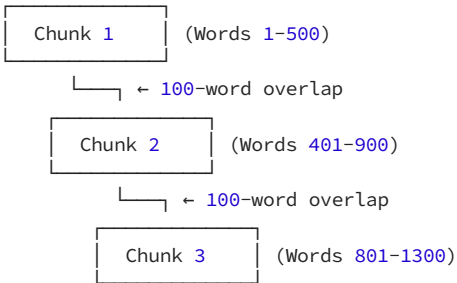 Chunk 1 (Words 1-500)
← 100-word overlap
Chunk 2 (Words 401-900)
← 100-word overlap
Chunk 3 (Words 801-1300)